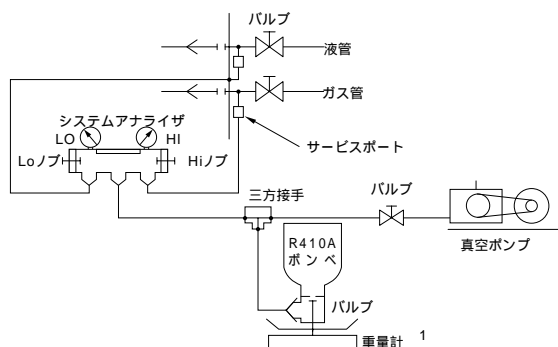 バルブ
液管
ガス管
システムアナライザ
LO
HI
Loノブ
Hiノブ
サービスポート
三方接手
バルブ
R410A
ボンベ
真空ポンプ
バルブ
重量計 1